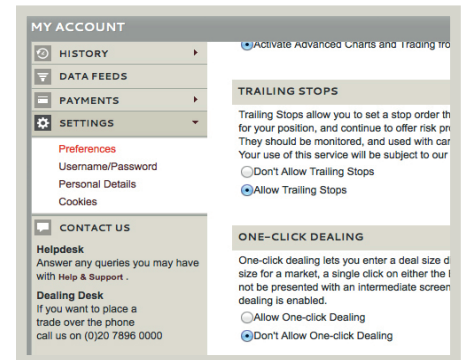 MY ACCOUNT
HISTORY
DATA FEEDS
PAYMENTS
SETTINGS
Preferences
Username/Password
Personal Details
Cookies
CONTACT US
Helpdesk
Answer any queries you may have
with Help & Support .
Dealing Desk
If you want to place a
trade over the phone
call us on (0)20 7896 0000
Activate Advanced Charts and Trading fro
TRAILING STOPS
Trailing Stops allow you to set a stop order th
for your position, and continue to offer risk pr
They should be monitored, and used with car
Your use of this service will be subject to our
Don't Allow Trailing Stops
Allow Trailing Stops
ONE-CLICK DEALING
One-click dealing lets you enter a deal size d
size for a market, a single click on either the
not be presented with an intermediate screen
dealing is enabled.
Allow One-click Dealing
Don't Allow One-click Dealing